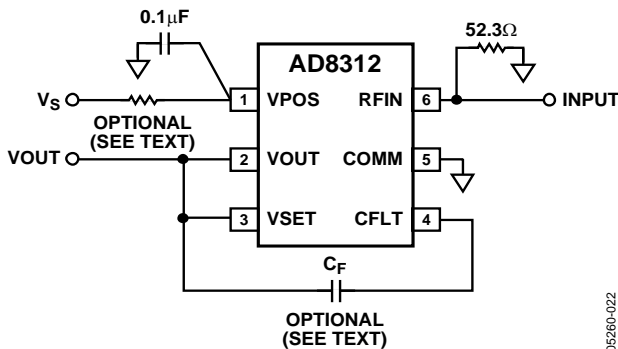 0.1µF
52.3Ω
AD8312
VS
1 VPOS
RFIN 6
INPUT
OPTIONAL
(SEE TEXT)
VOUT
2 VOUT
COMM 5
3 VSET
CFLT 4
CF
OPTIONAL
(SEE TEXT)
05260-022